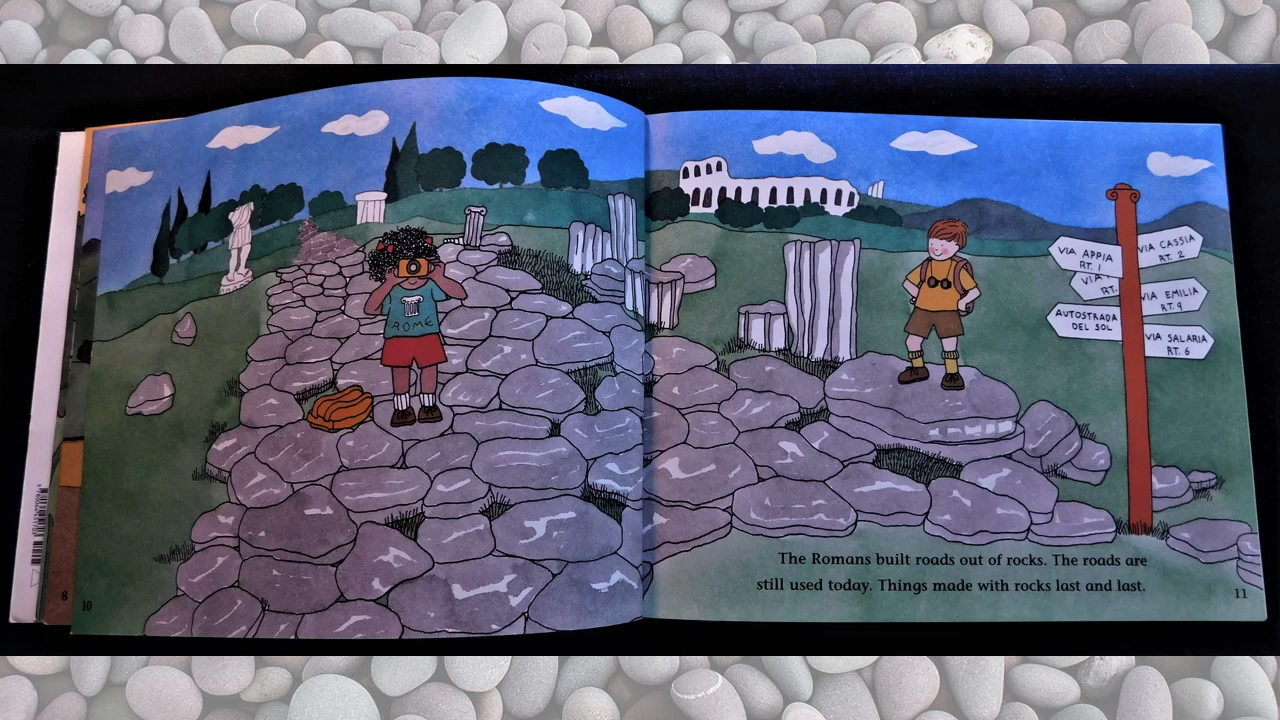 ROME
VIA APPIA
RT. 1
VIA
RT.
AUTOSTRADA
DEL SOL
VIA CASSIA
RT. 2
VIA EMILIA
RT. 9
VIA SALARIA
RT. 6
The Romans built roads out of rocks. The roads are
still used today. Things made with rocks last and last.
8
10
11